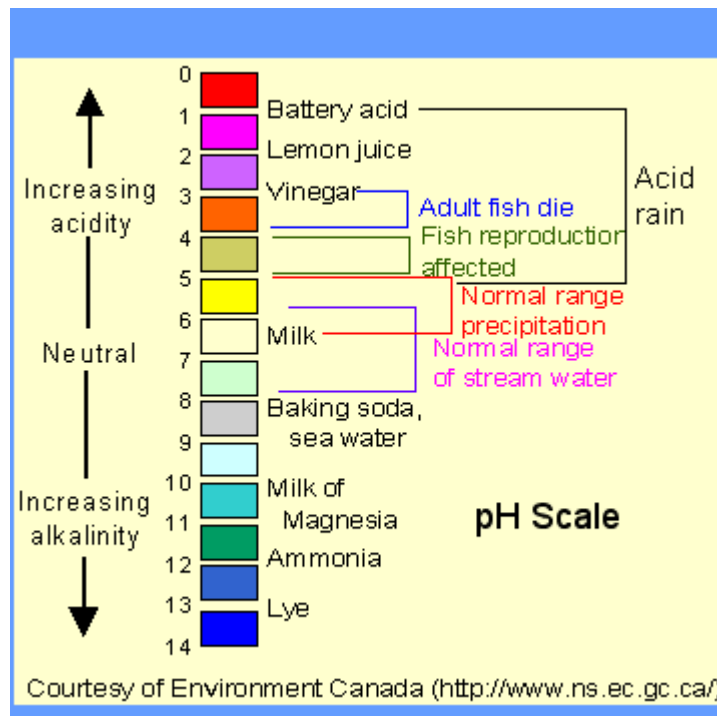 0
1
Battery acid
2
Lemon juice
Increasing
acidity
3
Vinegar
Adult fish die
Acid
rain
4
Fish reproduction
affected
5
Normal range
precipitation
6
Milk
Neutral
7
Normal range
of stream water
8
Baking soda,
sea water
9
10
Milk of
Magnesia
Increasing
alkalinity
11
pH Scale
Ammonia
12
13
Lye
14
Courtesy of Environment Canada (http://www.ns.ec.gc.ca/)